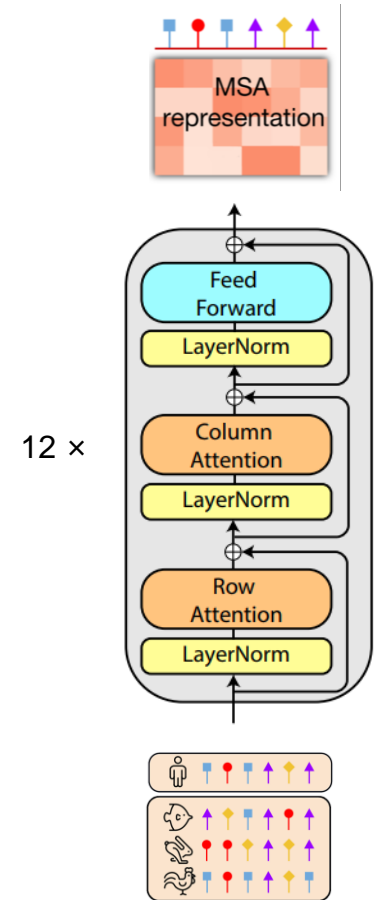 MSA
representation
Feed
Forward
LayerNorm
12 ×
Column
Attention
LayerNorm
Row
Attention
LayerNorm